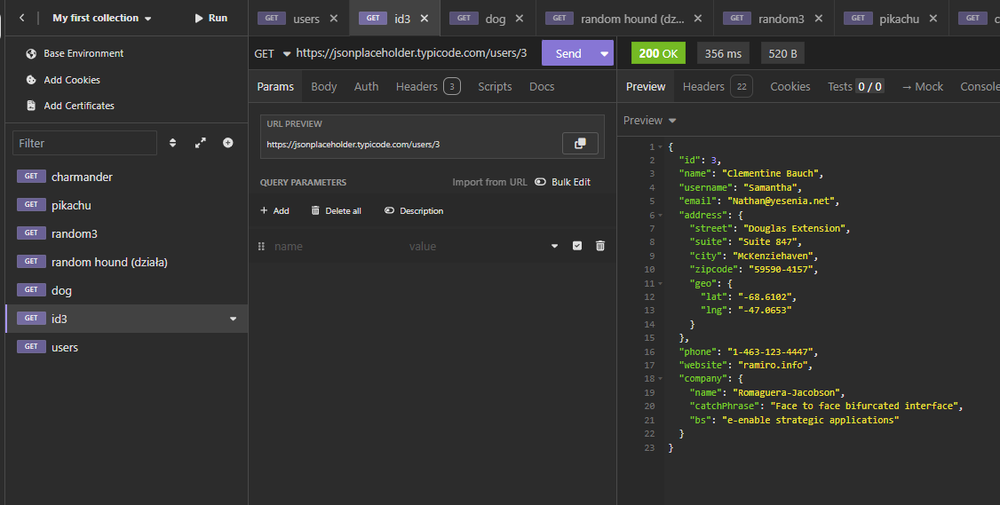 My first collection
Run
Base Environment
Add Cookies
Add Certificates
Filter
GET charmander
GET pikachu
GET random3
GET random hound (działa)
GET dog
GET id3
GET users
GET users
GET id3
GET dog
GET random hound (dz...
GET random3
GET pikachu
GET
GET https://jsonplaceholder.typicode.com/users/3
Send
Params Body Auth Headers 3 Scripts Docs
URL PREVIEW
https://jsonplaceholder.typicode.com/users/3
QUERY PARAMETERS Import from URL Bulk Edit
Add Delete all Description
name value
200 OK 356 ms 520 B
Preview Headers 22 Cookies Tests 0 / 0 → Mock Console
Preview
1 {
2 "id": 3,
3 "name": "Clementine Bauch",
4 "username": "Samantha",
5 "email": "Nathan@yesenia.net",
6 "address": {
7 "street": "Douglas Extension",
8 "suite": "Suite 847",
9 "city": "McKenziehaven",
10 "zipcode": "59590-4157",
11 "geo": {
12 "lat": "-68.6102",
13 "lng": "-47.0653"
14 }
15 },
16 "phone": "1-463-123-4447",
17 "website": "ramiro.info",
18 "company": {
19 "name": "Romaguera-Jacobson",
20 "catchPhrase": "Face to face bifurcated interface",
21 "bs": "e-enable strategic applications"
22 }
23 }